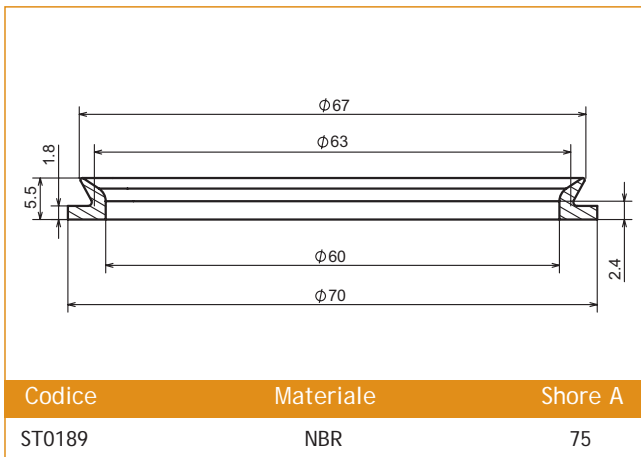 Φ67
Φ63
1.8
5.5
Φ60
2.4
Φ70
Codice Materiale Shore A
ST0189 NBR 75